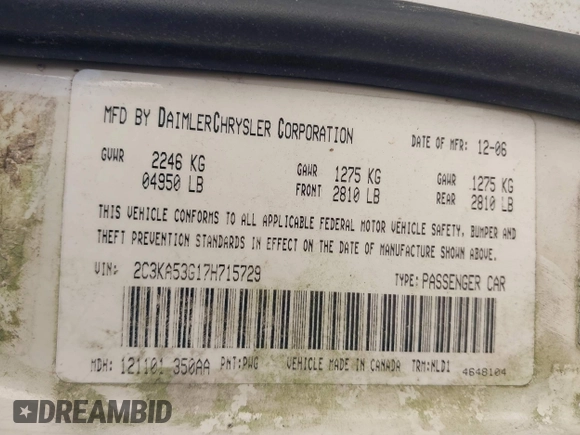 MFD BY DAIMLERCHRYSLER CORPORATION
DATE OF MFR: 12-06
GVWR 2246 KG
04950 LB
GAWR 1275 KG
FRONT 2810 LB
GAWR 1275 KG
REAR 2810 LB
THIS VEHICLE CONFORMS TO ALL APPLICABLE FEDERAL MOTOR VEHICLE SAFETY, BUMPER AND
THEFT PREVENTION STANDARDS IN EFFECT ON THE DATE OF MANUFACTURE SHOWN ABOVE.
VIN: 2C3KA53G17H715729 TYPE: PASSENGER CAR
MDH: 121101 350AA PNT: PWG VEHICLE MADE IN CANADA TRM: NLD1
4648104
DREAMBID